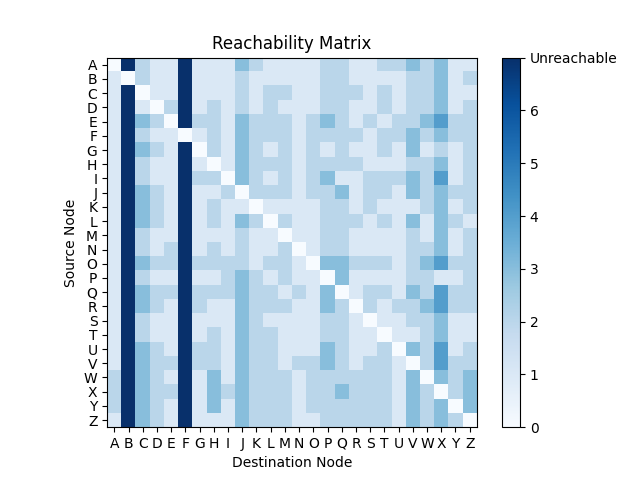 Reachability Matrix
Unreachable
6
5
4
3
2
1
0
Source Node
A
B
C
D
E
F
G
H
I
J
K
L
M
N
O
P
Q
R
S
T
U
V
W
X
Y
Z
A B C D E F G H I J K L M N O P Q R S T U V W X Y Z
Destination Node